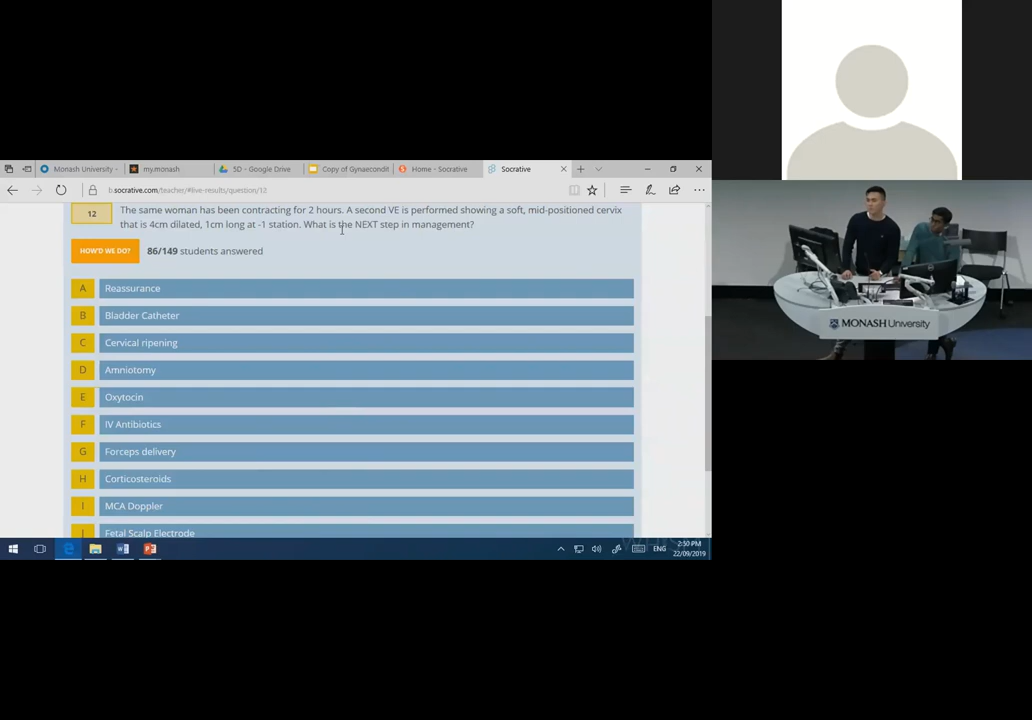 Monash University -
my.monash
5D - Google Drive
Copy of Gynaecondit
Home - Socrative
Socrative
b.socrative.com/teacher/#live-results/question/12
12
The same woman has been contracting for 2 hours. A second VE is performed showing a soft, mid-positioned cervix
that is 4cm dilated, 1cm long at -1 station. What is the NEXT step in management?
HOW'D WE DO?
86/149 students answered
A Reassurance
B Bladder Catheter
C Cervical ripening
D Amniotomy
E Oxytocin
F IV Antibiotics
G Forceps delivery
H Corticosteroids
I MCA Doppler
J Fetal Scalp Electrode
ENG
2:50 PM
22/09/2019
MONASH University